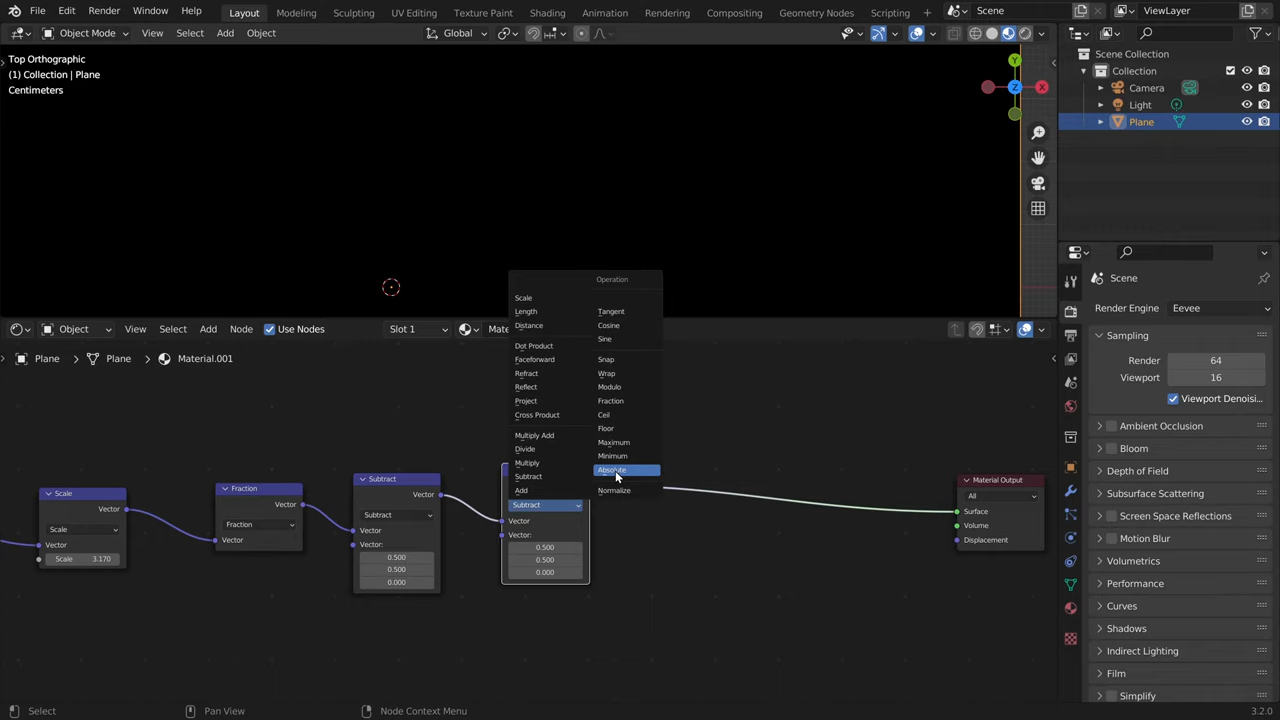 File Edit Render Window Help Layout Modeling Sculpting UV Editing Texture Paint Shading Animation Rendering Compositing Geometry Nodes Scripting + Scene ViewLayer
Object Mode View Select Add Object Global Options
Top Orthographic
(1) Collection | Plane
Centimeters
Y
Z X
Scene Collection
Collection
Camera
Light
Plane
Object View Select Add Node Use Nodes Slot 1 Mate
Plane Plane Material.001
Operation
Scale
Length
Distance
Dot Product
Faceforward
Refract
Reflect
Project
Cross Product
Multiply Add
Divide
Multiply
Subtract
Add
Tangent
Cosine
Sine
Snap
Wrap
Modulo
Fraction
Ceil
Floor
Maximum
Minimum
Absolute
Normalize
Scale
Vector
Scale
Vector
Scale 3.170
Fraction
Vector
Fraction
Vector
Subtract
Vector
Subtract
Vector
Vector:
0.500
0.500
0.000
Subtract
Vector
Vector:
0.500
0.500
0.000
Material Output
All
Surface
Volume
Displacement
Scene
Render Engine Eevee
Sampling
Render 64
Viewport 16
Viewport Denoisi...
Ambient Occlusion
Bloom
Depth of Field
Subsurface Scattering
Screen Space Reflections
Motion Blur
Volumetrics
Performance
Curves
Shadows
Indirect Lighting
Film
Simplify
Select Pan View Node Context Menu 3.2.0